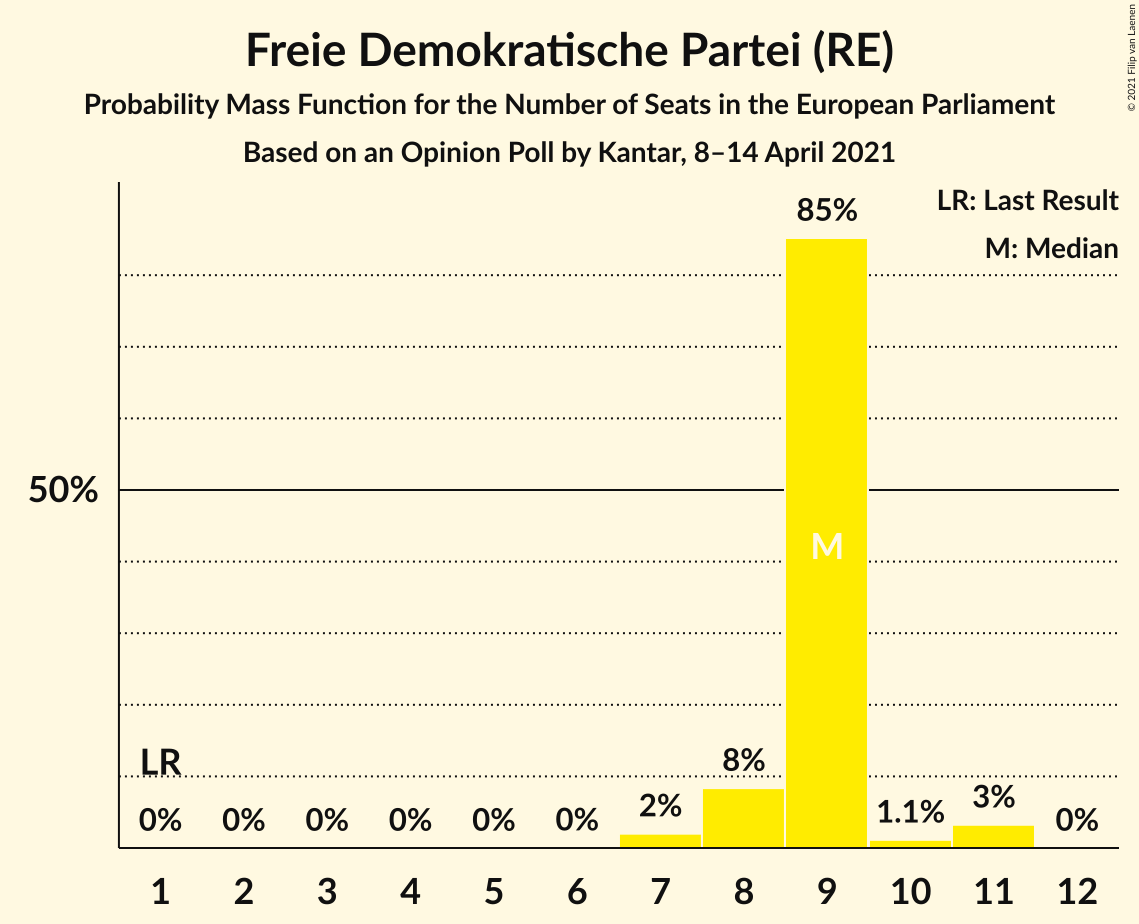 Freie Demokratische Partei (RE)
Probability Mass Function for the Number of Seats in the European Parliament
Based on an Opinion Poll by Kantar, 8–14 April 2021
© 2021 Filip van Laenen
LR: Last Result
M: Median
85%
50%
M
LR
0% 0% 0% 0% 0% 0% 2% 8% 1.1% 3% 0%
1 2 3 4 5 6 7 8 9 10 11 12